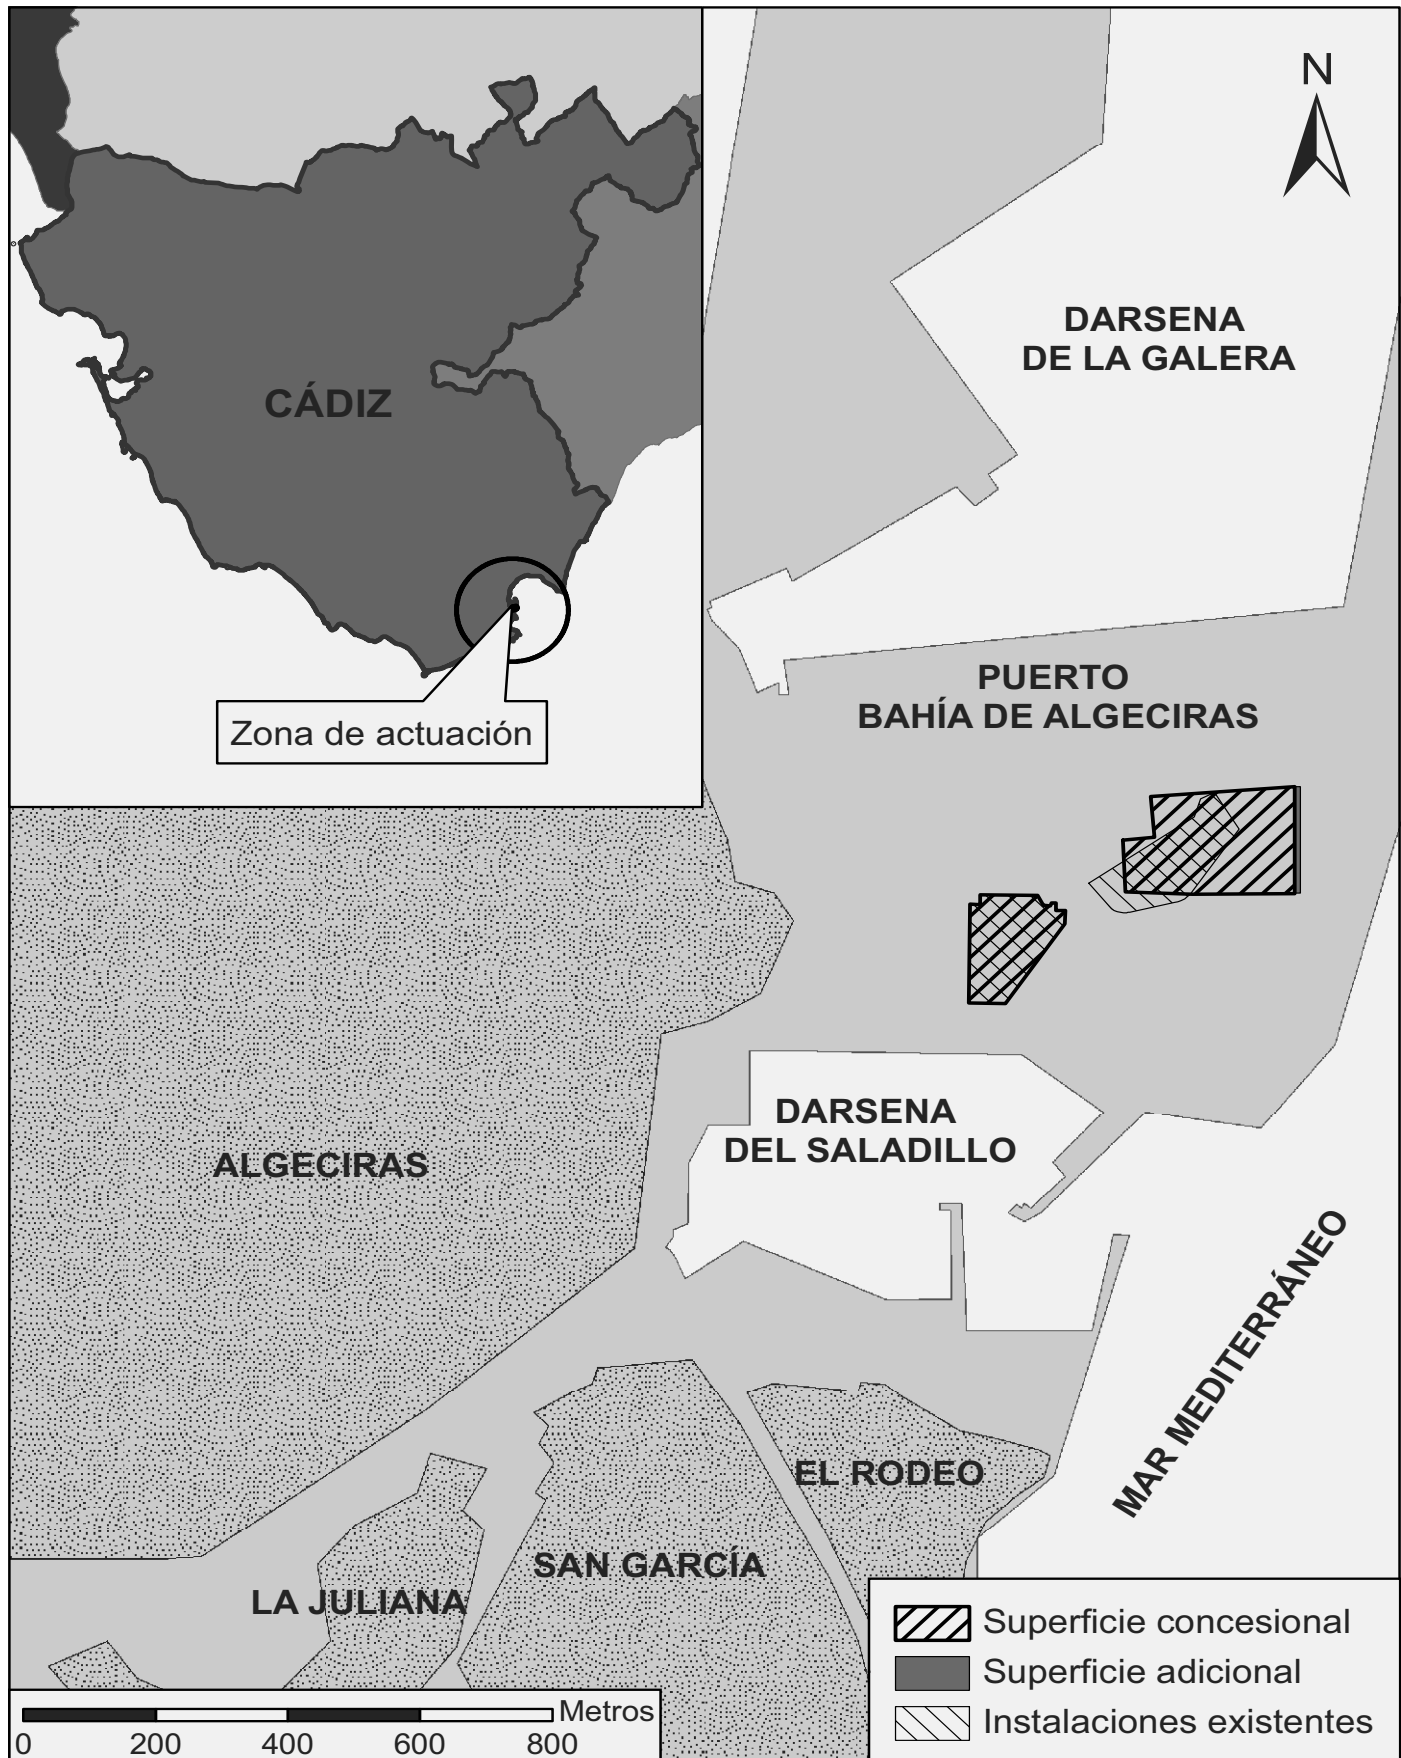 N
DARSENA
DE LA GALERA
CÁDIZ
PUERTO
BAHÍA DE ALGECIRAS
Zona de actuación
DARSENA
DEL SALADILLO
ALGECIRAS
MAR MEDITERRÁNEO
EL RODEO
SAN GARCÍA
LA JULIANA
Superficie concesional
Superficie adicional
Instalaciones existentes
Metros
0 200 400 600 800